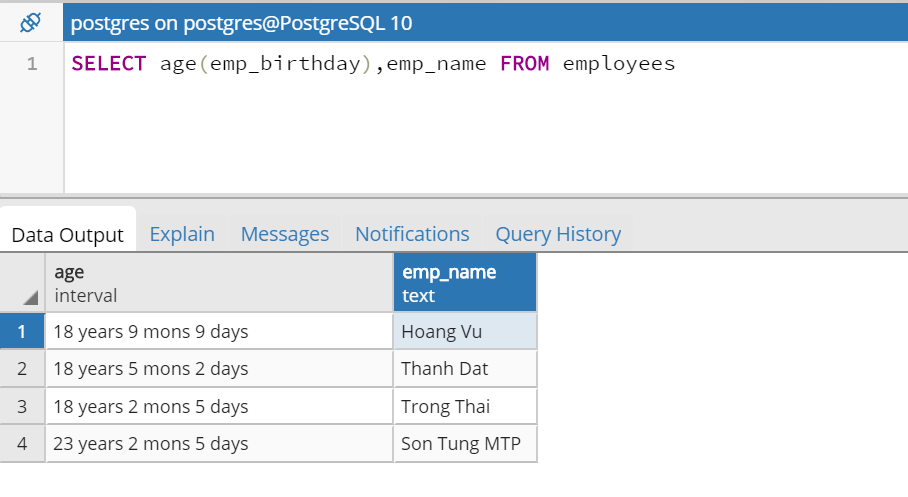 postgres on postgres@PostgreSQL 10
1 SELECT age(emp_birthday),emp_name FROM employees
Data Output Explain Messages Notifications Query History
age emp_name
interval text
1 18 years 9 mons 9 days Hoang Vu
2 18 years 5 mons 2 days Thanh Dat
3 18 years 2 mons 5 days Trong Thai
4 23 years 2 mons 5 days Son Tung MTP